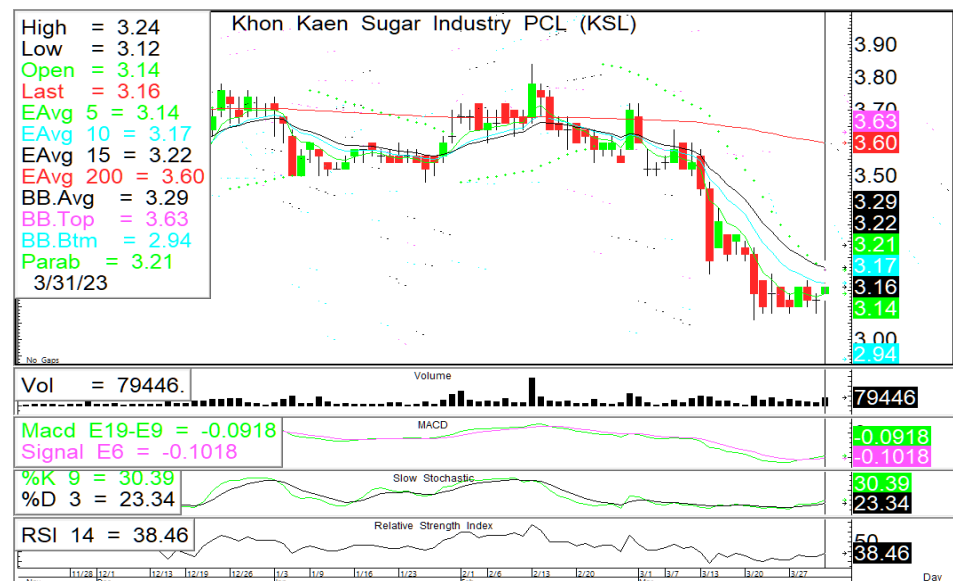 Khon Kaen Sugar Industry PCL (KSL)
High = 3.24
Low = 3.12
Open = 3.14
Last = 3.16
EAvg 5 = 3.14
EAvg 10 = 3.17
EAvg 15 = 3.22
EAvg 200 = 3.60
BB.Avg = 3.29
BB.Top = 3.63
BB.Btm = 2.94
Parab = 3.21
3/31/23
3.90
3.80
3.70
3.63
3.60
3.50
3.29
3.22
3.21
3.17
3.16
3.14
3.00
2.94
No Gaps
Volume
Vol = 79446.
79446
MACD
Macd E19-E9 = -0.0918
Signal E6 = -0.1018
-0.0918
-0.1018
Slow Stochastic
%K 9 = 30.39
%D 3 = 23.34
30.39
23.34
Relative Strength Index
RSI 14 = 38.46
50
38.46
11/28 12/1 12/13 12/19 12/26 1/3 1/9 1/16 1/23 2/1 2/6 2/13 2/20 3/1 3/7 3/13 3/20 3/27
Day